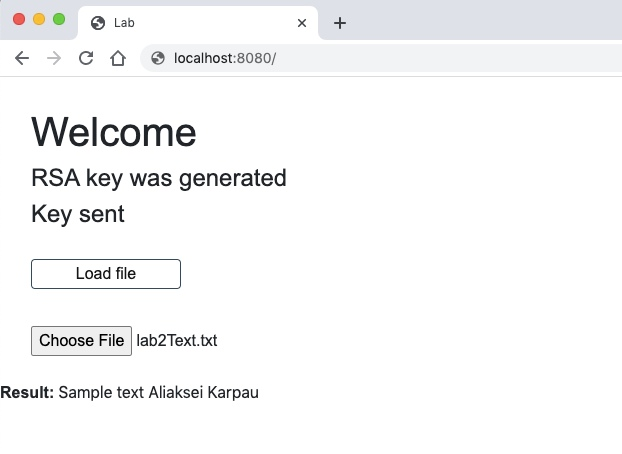 Lab
localhost:8080/
Welcome
RSA key was generated
Key sent
Load file
Choose File lab2Text.txt
Result: Sample text Aliaksei Karpau